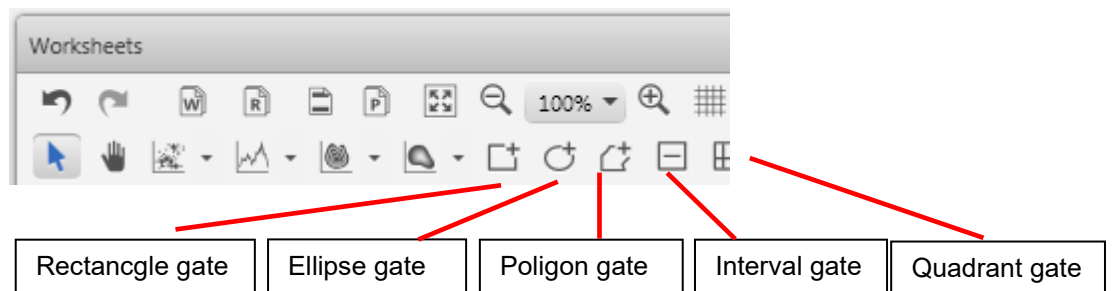 Worksheets
W R P 100%
Rectancgle gate Ellipse gate Poligon gate Interval gate Quadrant gate